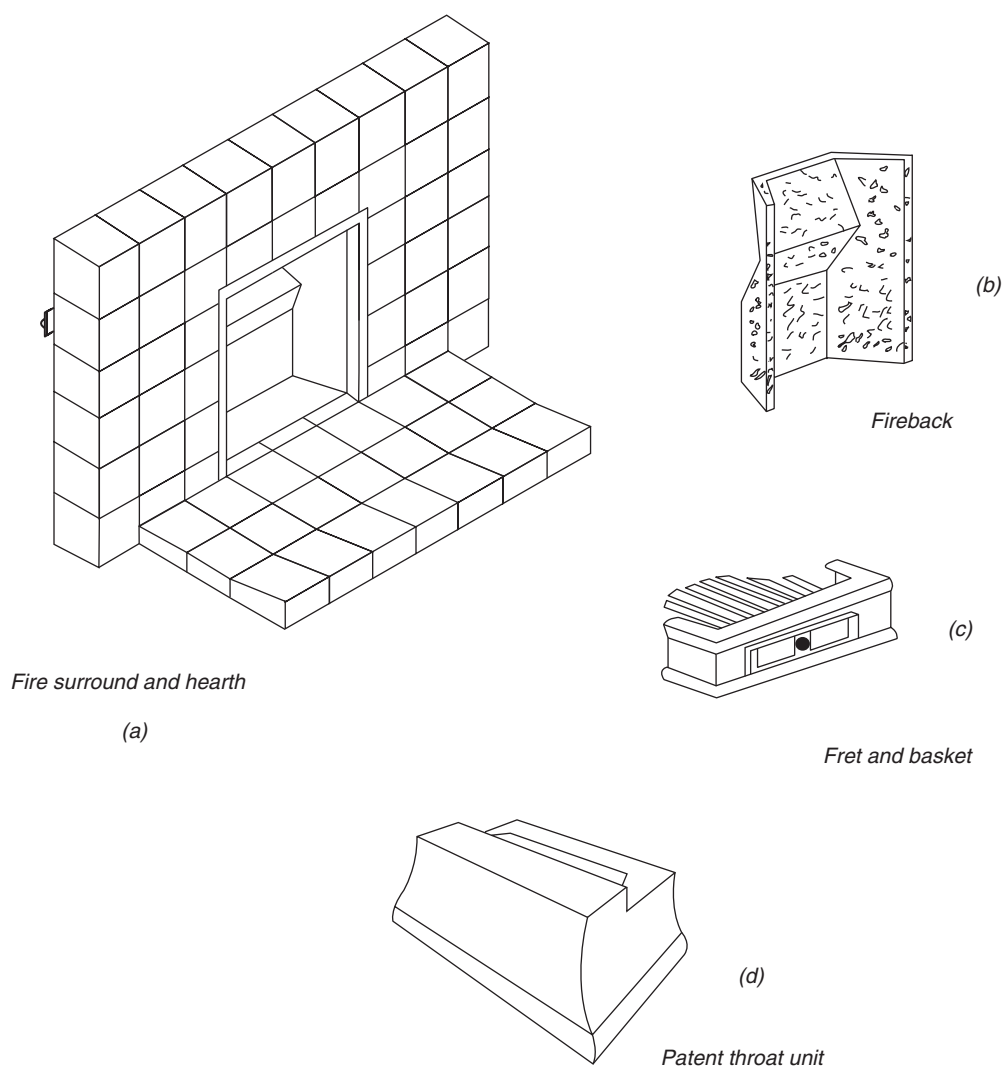 (b)
Fireback
(c)
Fire surround and hearth
(a)
Fret and basket
(d)
Patent throat unit